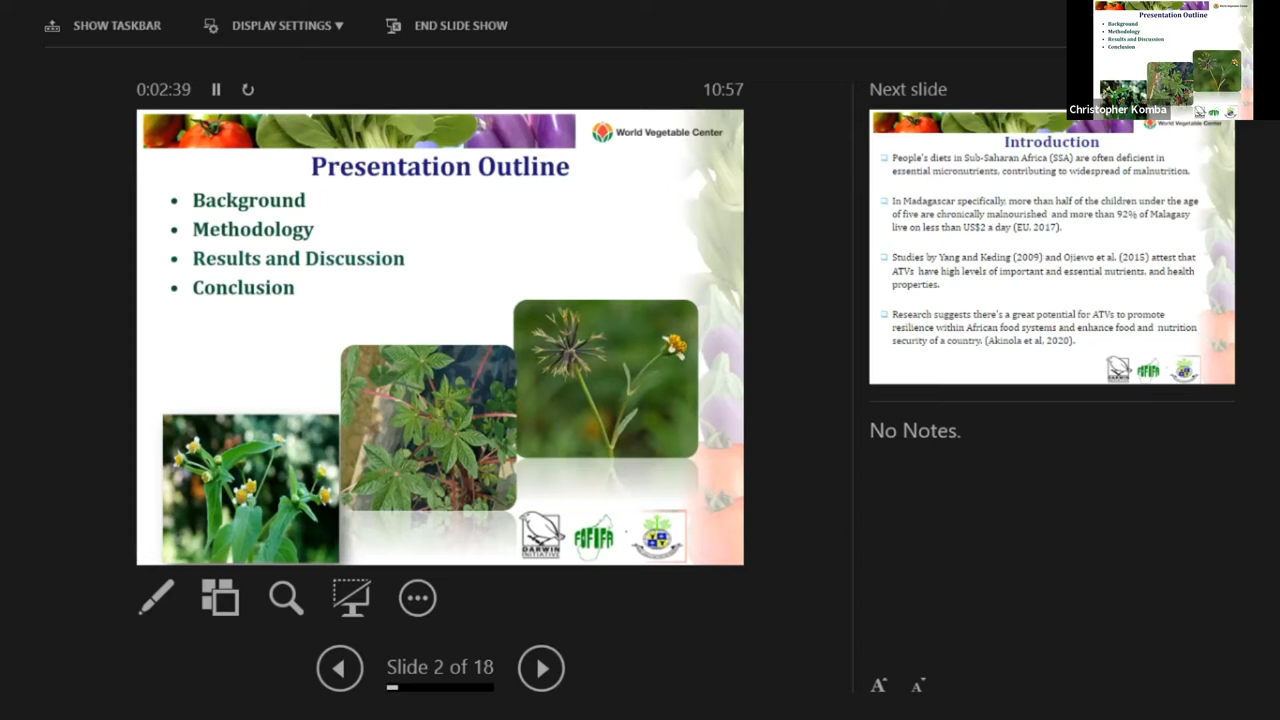 SHOW TASKBAR
DISPLAY SETTINGS ▼
END SLIDE SHOW
0:02:39
10:57
World Vegetable Center
Presentation Outline
• Background
• Methodology
• Results and Discussion
• Conclusion
DARWIN
INITIATIVE
FOFIFA
Slide 2 of 18
Next slide
World Vegetable Center
Introduction
People's diets in Sub-Saharan Africa (SSA) are often deficient in
essential micronutrients, contributing to widespread of malnutrition.
In Madagascar specifically, more than half of the children under the age
of five are chronically malnourished and more than 92% of Malagasy
live on less than US$2 a day (EU, 2017).
Studies by Yang and Keding (2009) and Ojiewo et al. (2015) attest that
ATVs have high levels of important and essential nutrients, and health
properties.
Research suggests there's a great potential for ATVs to promote
resilience within African food systems and enhance food and nutrition
security of a country. (Akinola et al, 2020).
No Notes.
A A
Presentation Outline
• Background
• Methodology
• Results and Discussion
• Conclusion
Christopher Komba